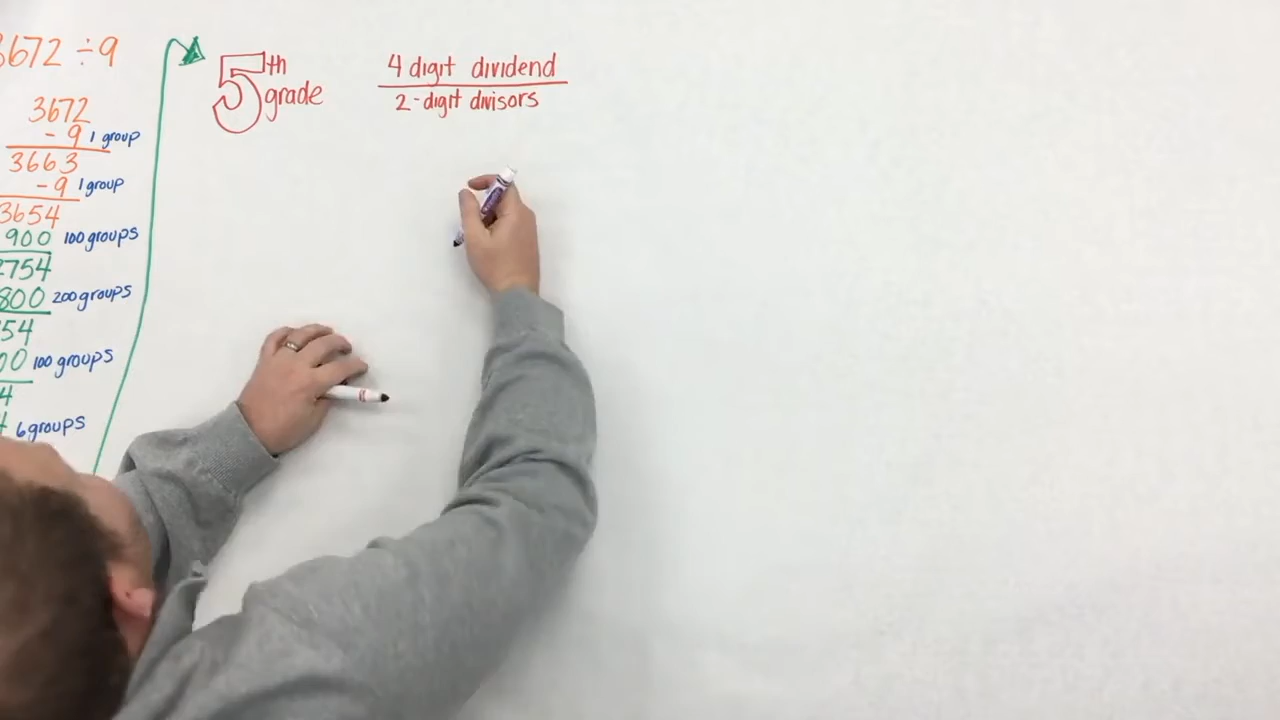 3672 ÷ 9
3672
- 9 1 group
3663
- 9 1 group
3654
900 100 groups
2754
800 200 groups
54
00 100 groups
4
6 groups
5th grade
4 digit dividend
2-digit divisors